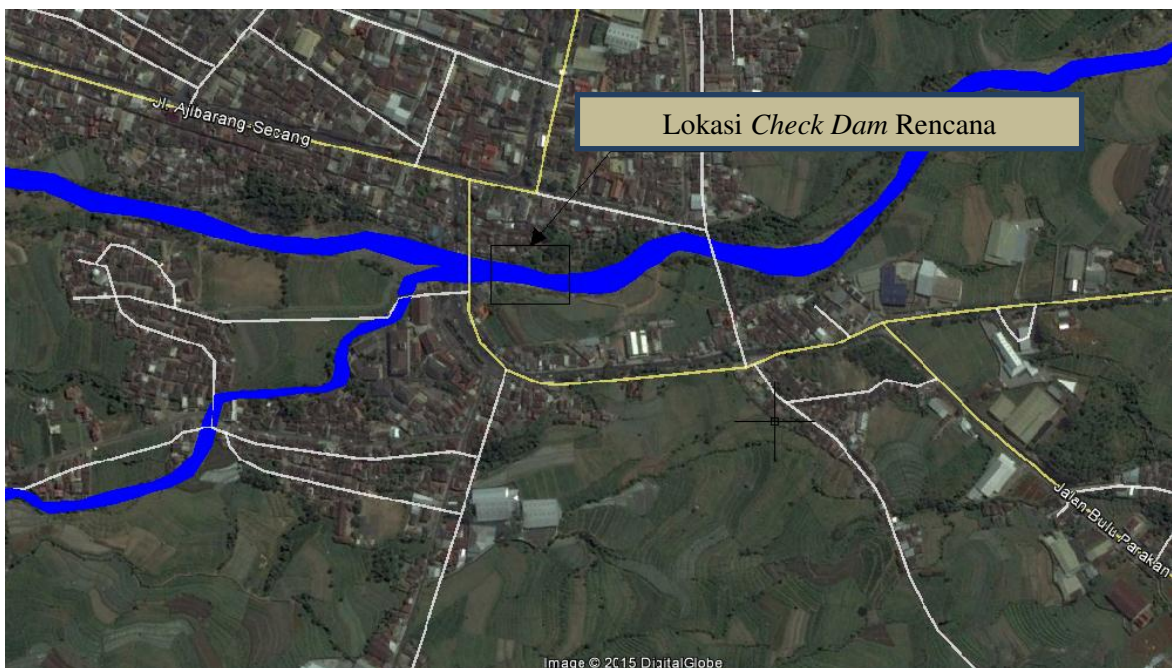 Lokasi Check Dam Rencana
Jl. Ajibarang-Secang
Jalan Bulu Parakan
Image © 2015 DigitalGlobe